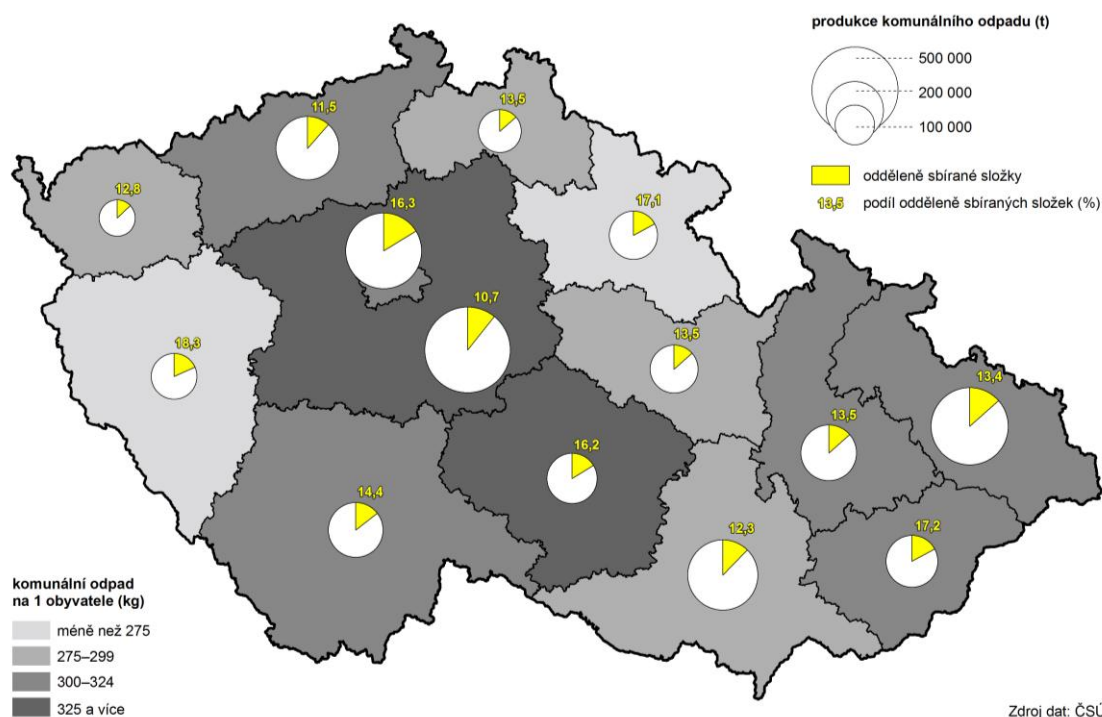 produkce komunálního odpadu (t)
500 000
200 000
100 000
odděleně sbírané složky
13,5 podíl odděleně sbíraných složek (%)
11,5
13,5
12,8
16,3
17,1
10,7
18,3
13,5
13,4
13,5
16,2
14,4
12,3
17,2
komunální odpad
na 1 obyvatele (kg)
méně než 275
275–299
300–324
325 a více
Zdroj dat: ČSÚ